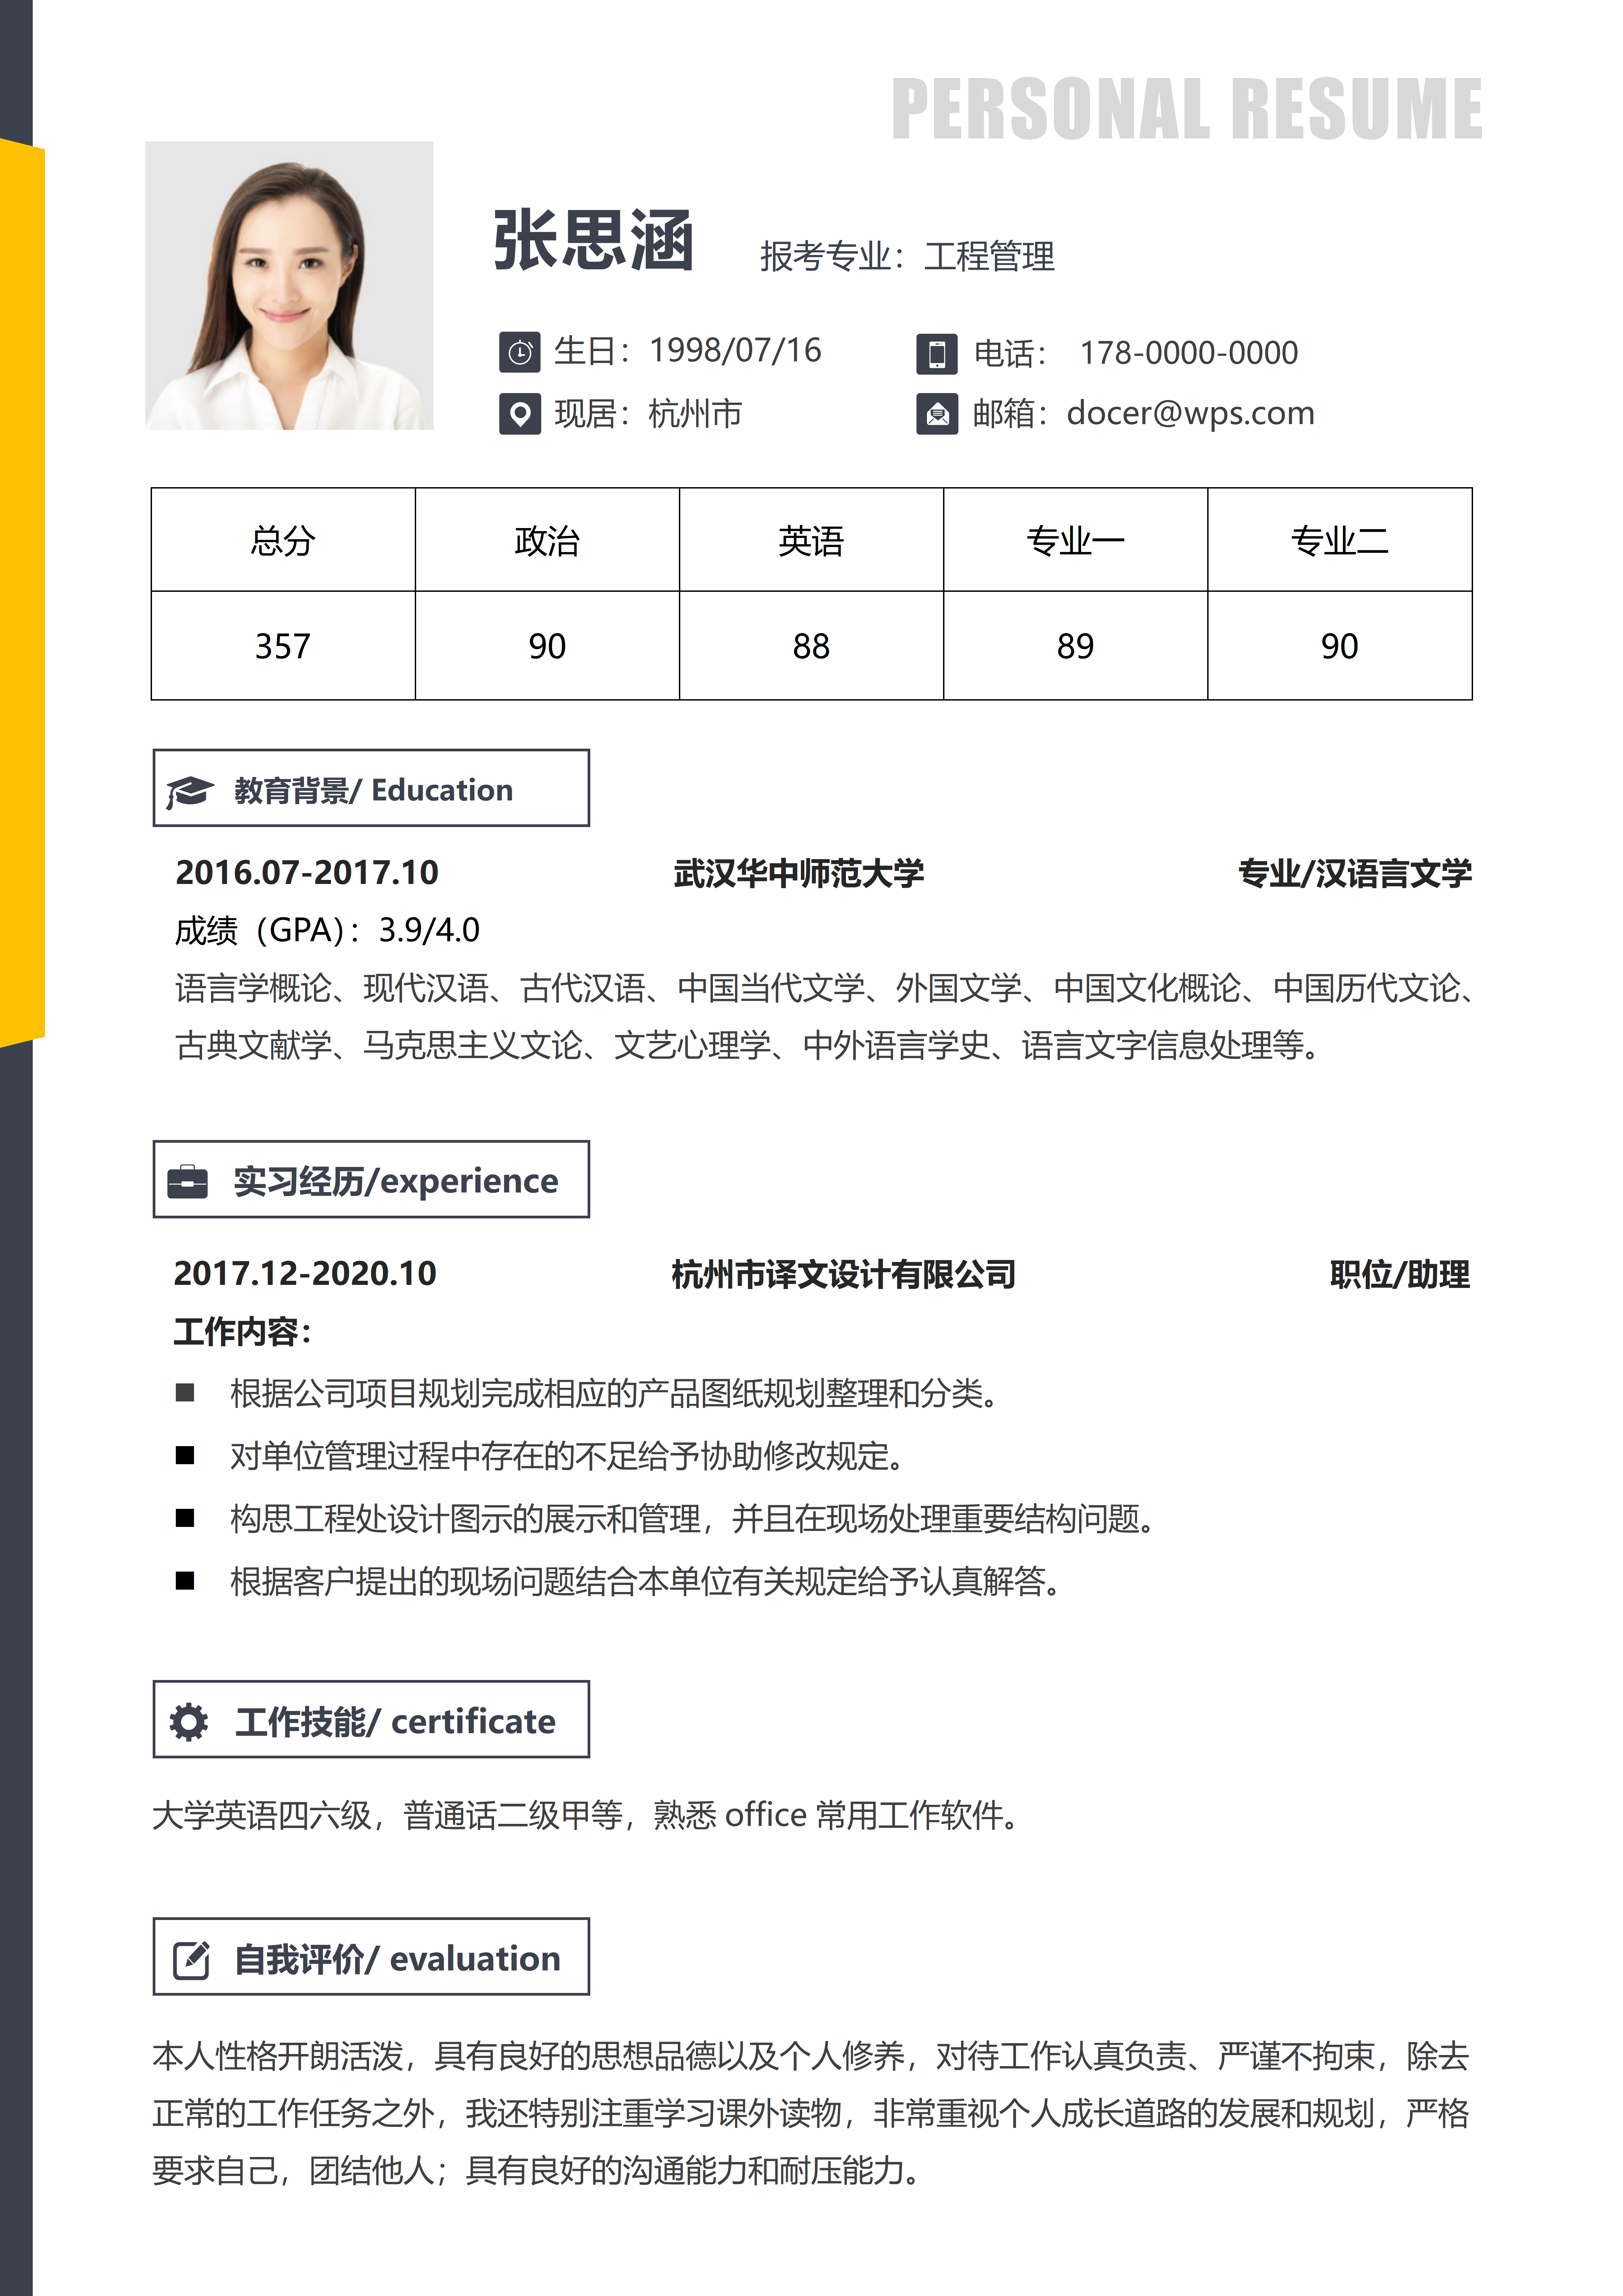 PERSONAL RESUME
张思涵
报考专业：工程管理
生日：1998/07/16
电话： 178-0000-0000
现居：杭州市
邮箱：docer@wps.com
总分 政治 英语 专业一 专业二
357 90 88 89 90
教育背景/ Education
2016.07-2017.10 武汉华中师范大学 专业/汉语言文学
成绩（GPA）：3.9/4.0
语言学概论、现代汉语、古代汉语、中国当代文学、外国文学、中国文化概论、中国历代文论、
古典文献学、马克思主义文论、文艺心理学、中外语言学史、语言文字信息处理等。
实习经历/experience
2017.12-2020.10 杭州市译文设计有限公司 职位/助理
工作内容：
■ 根据公司项目规划完成相应的产品图纸规划整理和分类。
■ 对单位管理过程中存在的不足给予协助修改规定。
■ 构思工程处设计图示的展示和管理，并且在现场处理重要结构问题。
■ 根据客户提出的现场问题结合本单位有关规定给予认真解答。
工作技能/ certificate
大学英语四六级，普通话二级甲等，熟悉 office 常用工作软件。
自我评价/ evaluation
本人性格开朗活泼，具有良好的思想品德以及个人修养，对待工作认真负责、严谨不拘束，除去
正常的工作任务之外，我还特别注重学习课外读物，非常重视个人成长道路的发展和规划，严格
要求自己，团结他人；具有良好的沟通能力和耐压能力。